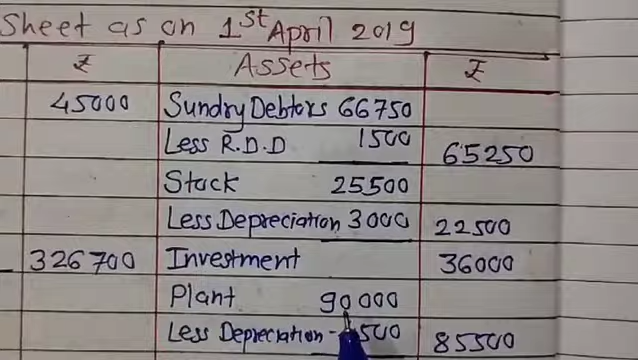 Sheet as on 1st April 2019
₹ Assets ₹
45000 Sundry Debtors 66750
Less R.D.D 1500 65250
Stock 25500
Less Depreciation 3000 22500
326700 Investment 36000
Plant 90000
Less Depreciation - 500 85500